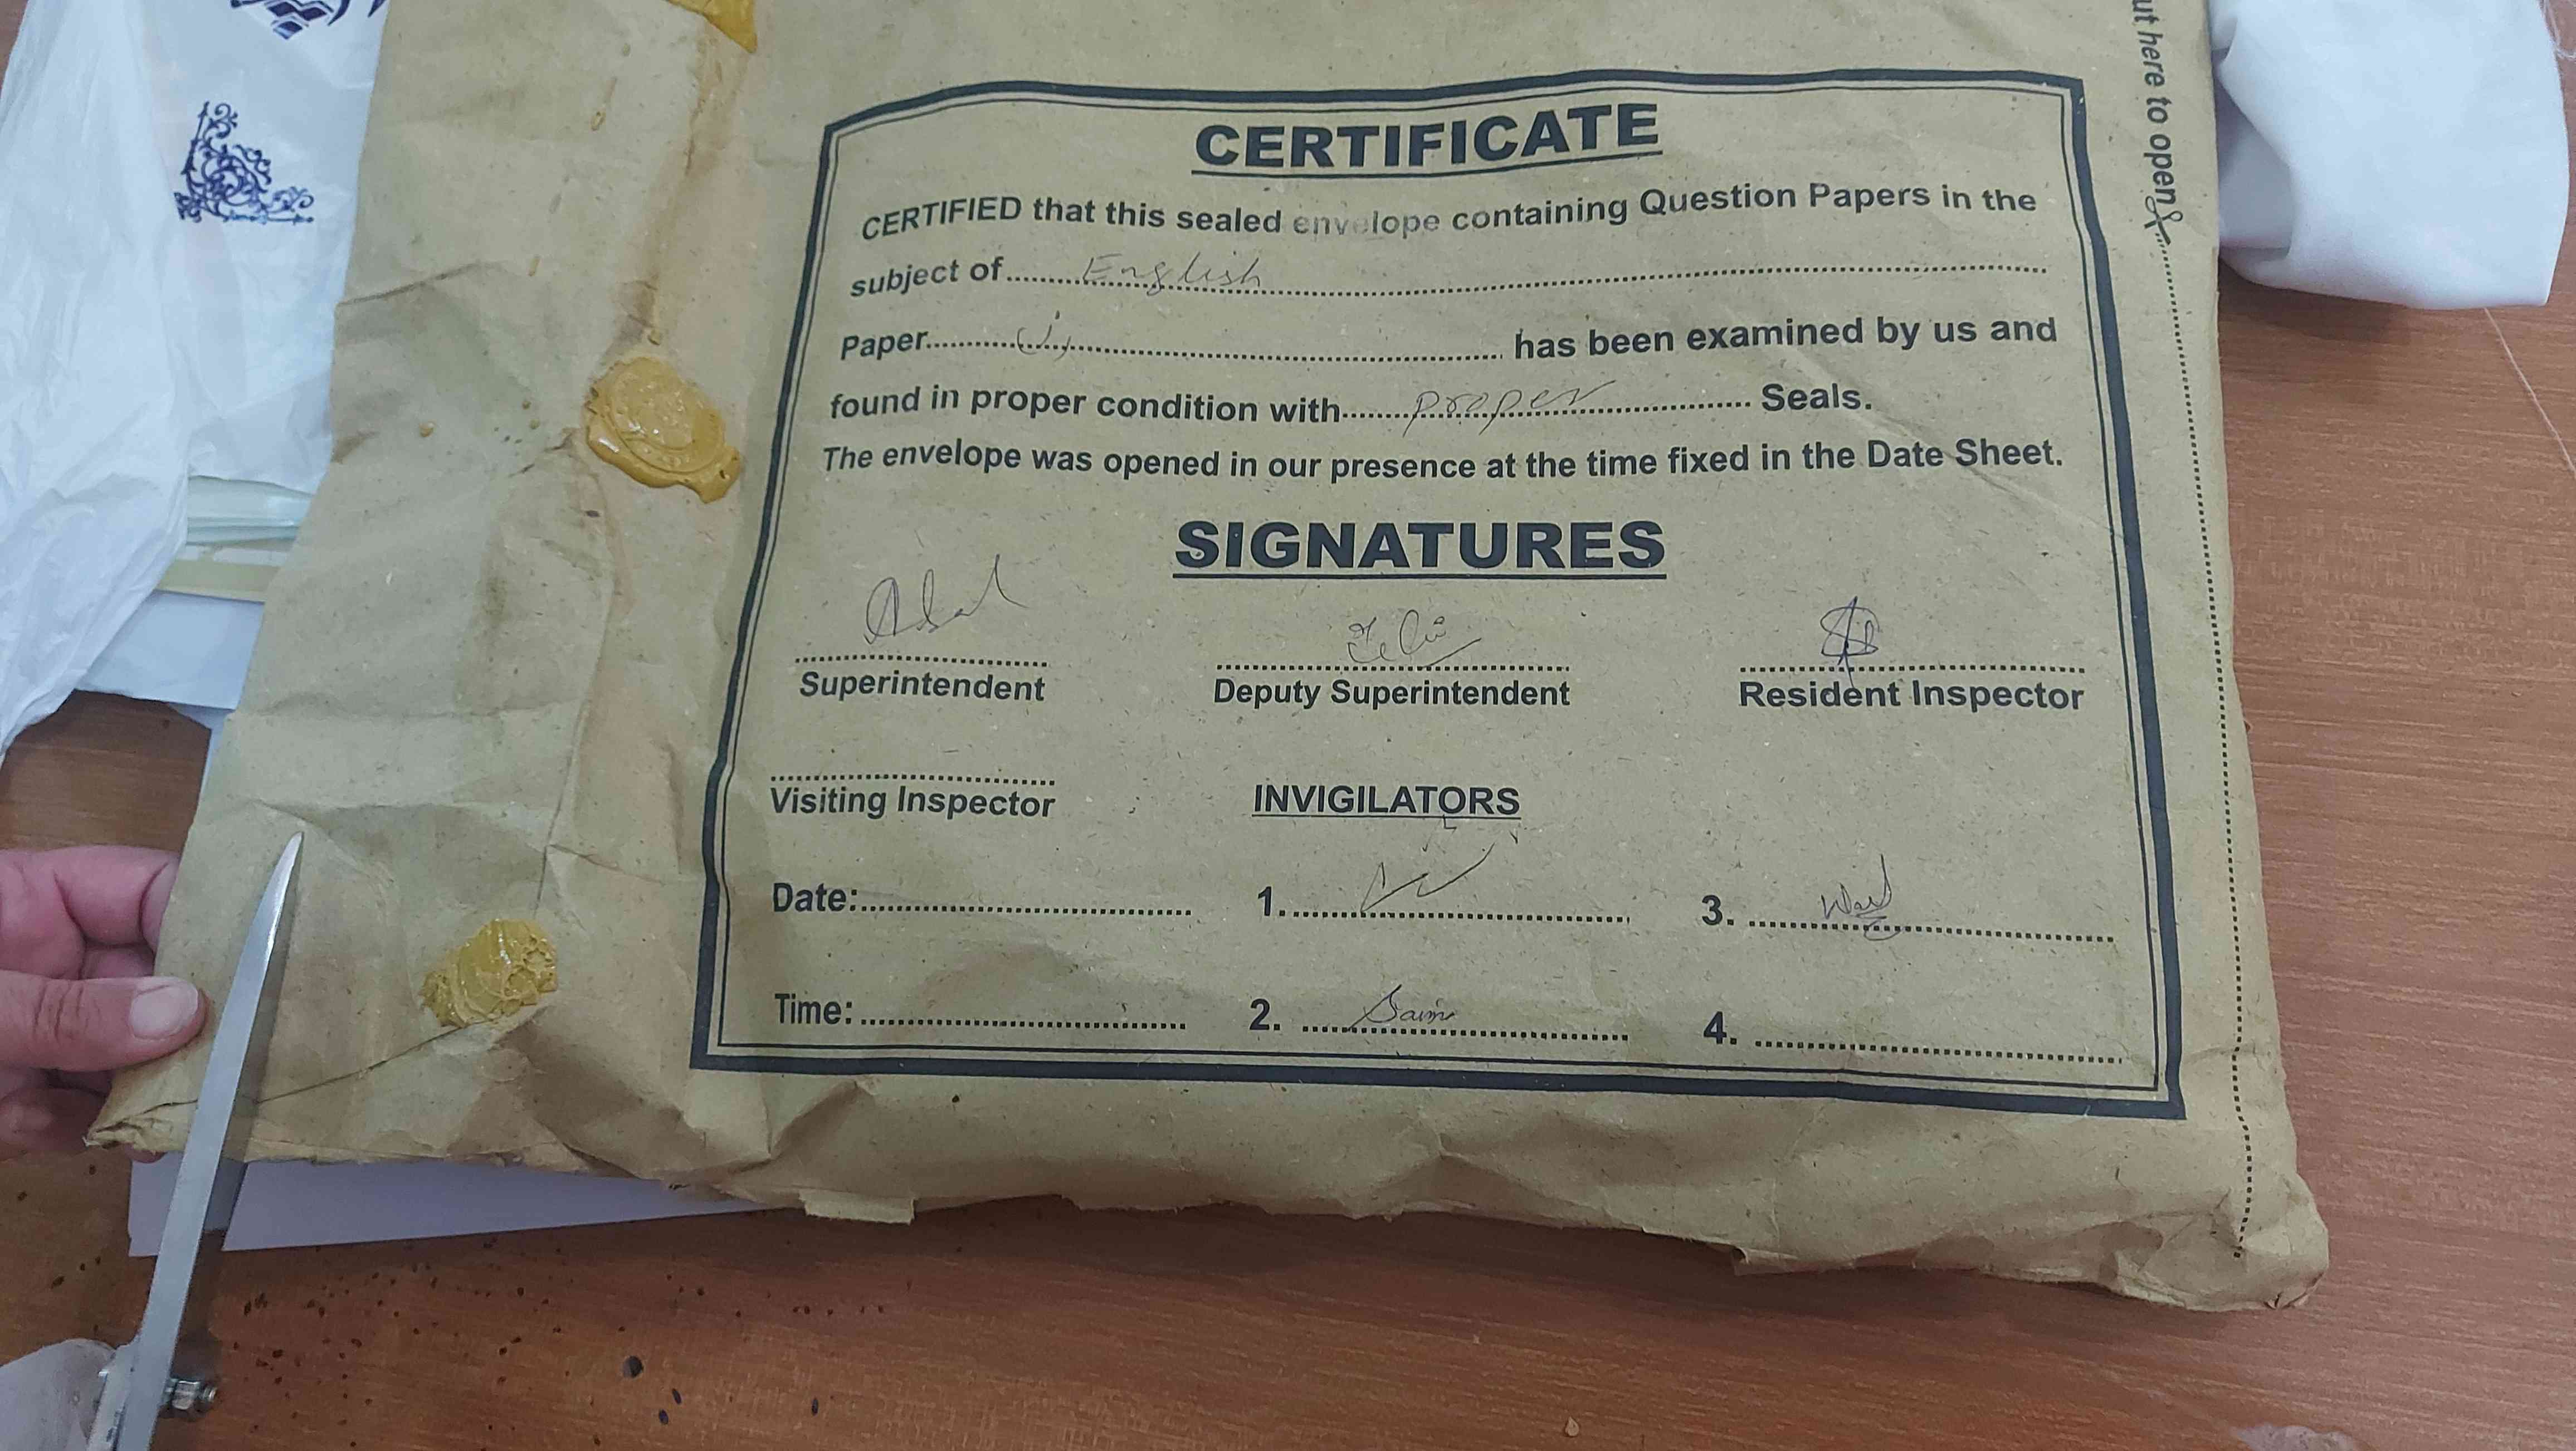 ut here to open
CERTIFICATE
CERTIFIED that this sealed envelope containing Question Papers in the
subject of........English........
Paper................ has been examined by us and
found in proper condition with........proper........ Seals.
The envelope was opened in our presence at the time fixed in the Date Sheet.
SIGNATURES
Superintendent Deputy Superintendent Resident Inspector
Visiting Inspector INVIGILATORS
Date:................ 1................. 3. ................
Time:................ 2. ........Saim........ 4. ................